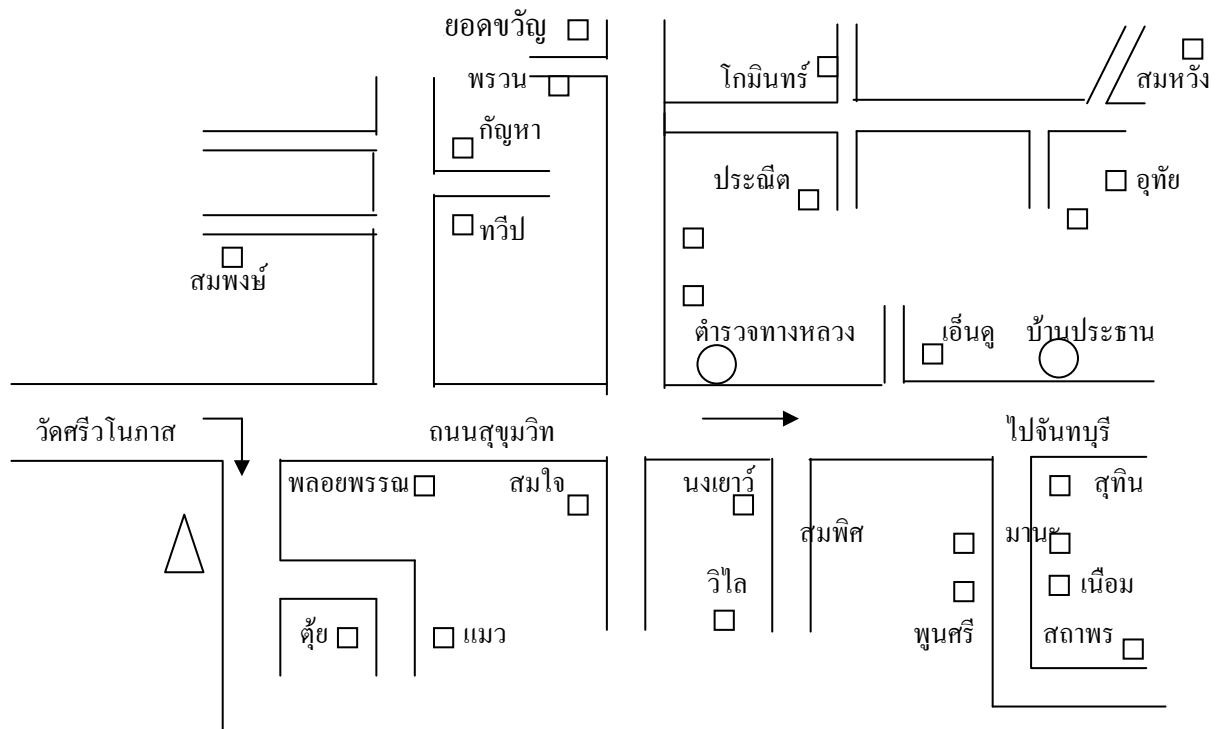 ยอดขวัญ
พรวน
โกมินทร์
สมหวัง
กัญหา
ประณีต
อุทัย
ทวีป
สมพงษ์
ตำรวจทางหลวง
เอ็นดู
บ้านประธาน
วัดศรีวโนภาส
ถนนสุขุมวิท
ไปจันทบุรี
พลอยพรรณ
สมใจ
นงเยาว์
สุทิน
สมพิศ
มานะ
วิไล
เนือม
ตุ้ย
แมว
พูนศรี
สถาพร